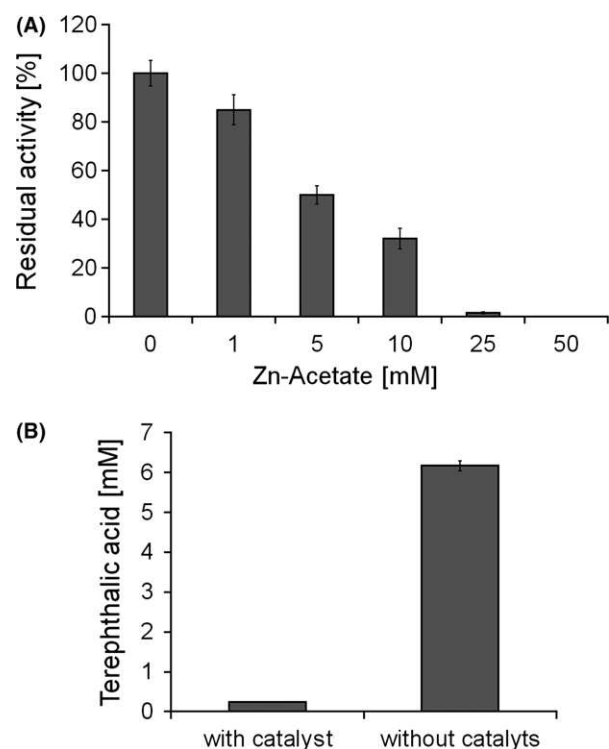 (A)
Residual activity [%]
120
100
80
60
40
20
0
0 1 5 10 25 50
Zn-Acetate [mM]
(B)
Terephthalic acid [mM]
7
6
5
4
3
2
1
0
with catalyst without catalyts